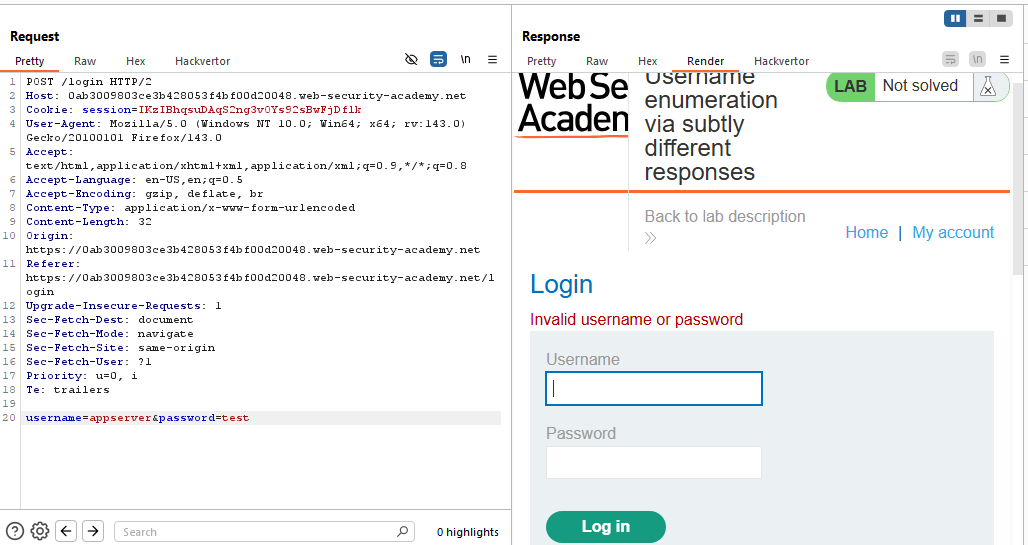 Request
Pretty Raw Hex Hackvertor \n
1 POST /login HTTP/2
2 Host: 0ab3009803ce3b428053f4bf00d20048.web-security-academy.net
3 Cookie: session=IKzIBhqsuDAqS2ng3v0Ys92sBwFjDflk
4 User-Agent: Mozilla/5.0 (Windows NT 10.0; Win64; x64; rv:143.0)
Gecko/20100101 Firefox/143.0
5 Accept:
text/html,application/xhtml+xml,application/xml;q=0.9,*/*;q=0.8
6 Accept-Language: en-US,en;q=0.5
7 Accept-Encoding: gzip, deflate, br
8 Content-Type: application/x-www-form-urlencoded
9 Content-Length: 32
10 Origin:
https://0ab3009803ce3b428053f4bf00d20048.web-security-academy.net
11 Referer:
https://0ab3009803ce3b428053f4bf00d20048.web-security-academy.net/l
ogin
12 Upgrade-Insecure-Requests: 1
13 Sec-Fetch-Dest: document
14 Sec-Fetch-Mode: navigate
15 Sec-Fetch-Site: same-origin
16 Sec-Fetch-User: ?1
17 Priority: u=0, i
18 Te: trailers
19
20 username=appserver&password=test
Search
0 highlights
Response
Pretty Raw Hex Render Hackvertor \n
Web Se
Academ
Username
enumeration
via subtly
different
responses
LAB Not solved
Back to lab description
Home | My account
Login
Invalid username or password
Username
Password
Log in